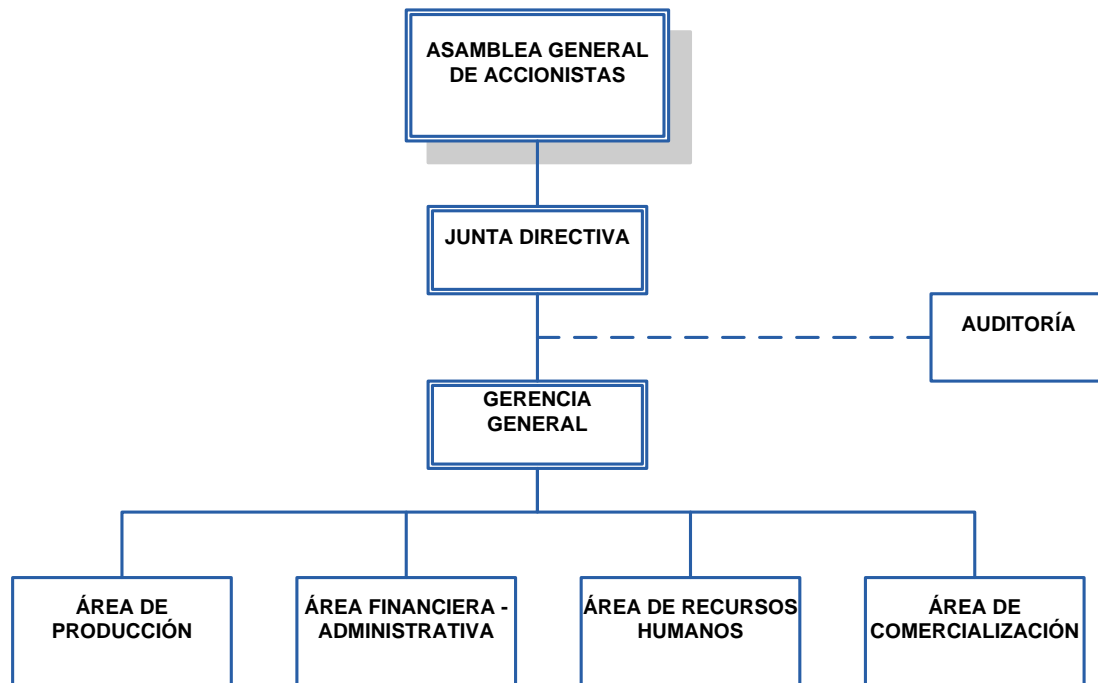 ASAMBLEA GENERAL
DE ACCIONISTAS
JUNTA DIRECTIVA
AUDITORÍA
GERENCIA
GENERAL
ÁREA DE
PRODUCCIÓN
ÁREA FINANCIERA -
ADMINISTRATIVA
ÁREA DE RECURSOS
HUMANOS
ÁREA DE
COMERCIALIZACIÓN